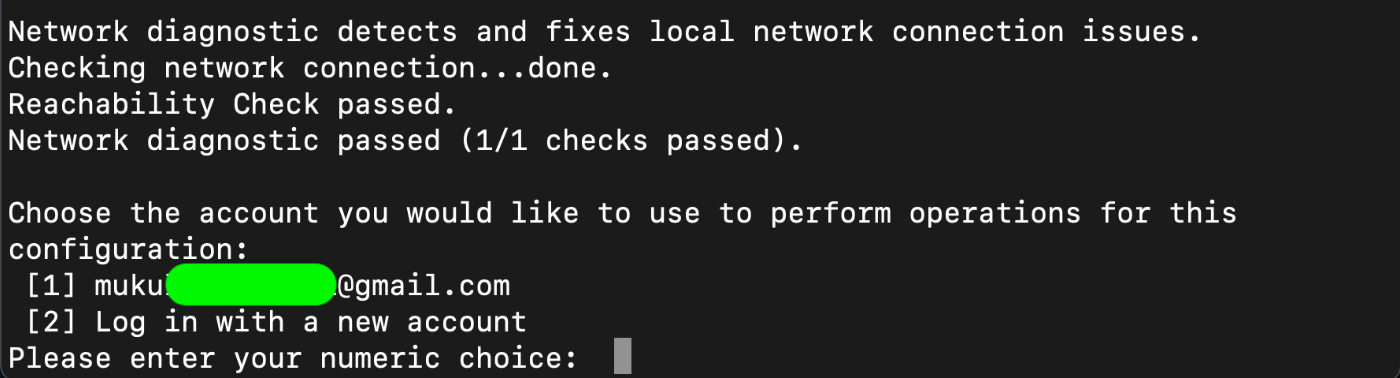 Network diagnostic detects and fixes local network connection issues.
Checking network connection...done.
Reachability Check passed.
Network diagnostic passed (1/1 checks passed).

Choose the account you would like to use to perform operations for this
configuration:
[1] muku @gmail.com
[2] Log in with a new account
Please enter your numeric choice: